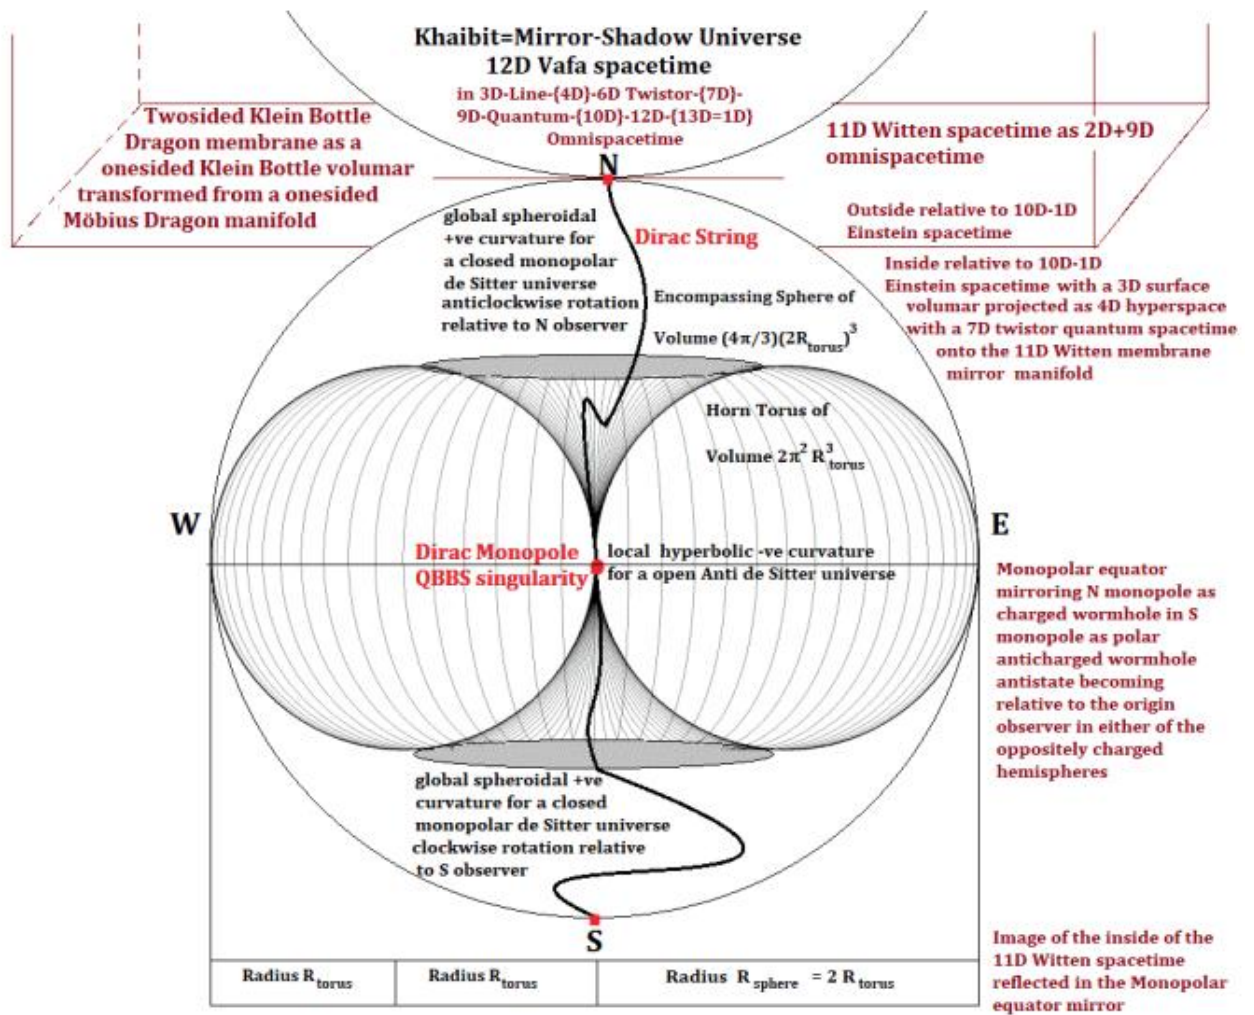 Khaibit=Mirror-Shadow Universe
12D Vafa spacetime
in 3D-Line-{4D}-6D Twistor-{7D}-
9D-Quantum-{10D}-12D-{13D=1D}
Omnispacetime
Twosided Klein Bottle
Dragon membrane as a
onesided Klein Bottle volumar
transformed from a onesided
Möbius Dragon manifold
11D Witten spacetime as 2D+9D
omnispacetime
N
Outside relative to 10D-1D
Einstein spacetime
global spheroidal
+ve curvature for
a closed monopolar
de Sitter universe
anticlockwise rotation
relative to N observer
Dirac String
Inside relative to 10D-1D
Einstein spacetime with a 3D surface
volumar projected as 4D hyperspace
with a 7D twistor quantum spacetime
onto the 11D Witten membrane
mirror manifold
Encompassing Sphere of
Volume (4π/3)(2R_torus)^3
Horn Torus of
Volume 2π^2 R^3_torus
W
E
Dirac Monopole
QBBS singularity
local hyperbolic -ve curvature
for a open Anti de Sitter universe
Monopolar equator
mirroring N monopole as
charged wormhole in S
monopole as polar
anticharged wormhole
antistate becoming
relative to the origin
observer in either of the
oppositely charged
hemispheres
global spheroidal +ve
curvature for a closed
monopolar de Sitter universe
clockwise rotation relative
to S observer
S
Image of the inside of the
11D Witten spacetime
reflected in the Monopolar
equator mirror
Radius R_torus
Radius R_torus
Radius R_sphere = 2 R_torus